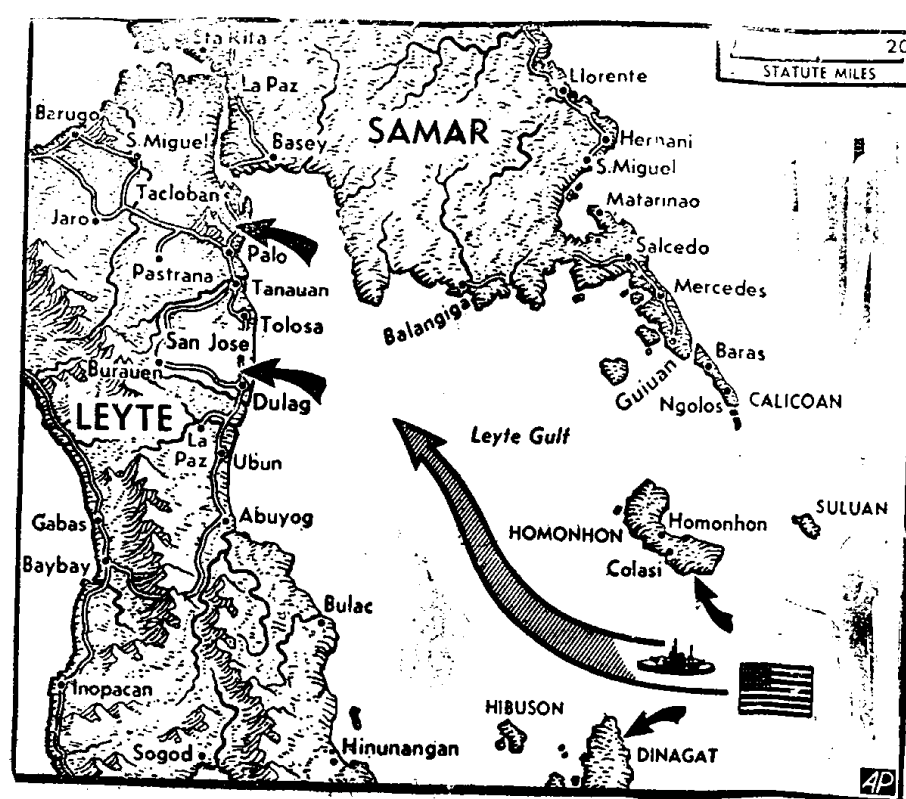 Sta Rita
20
STATUTE MILES
La Paz
Llorente
Barugo
SAMAR
S. Miguel
Basey
Hernani
S. Miguel
Tacloban
Matarinao
Jaro
Palo
Salcedo
Pastrana
Tanauan
Mercedes
Balangiga
Tolosa
San Jose
Baras
Burauen
Guiuan
Dulag
Ngolos
CALICOAN
LEYTE
Leyte Gulf
La
Paz
Ubun
SULUAN
Gabas
Abuyog
HOMONHON
Homonhon
Baybay
Colasi
Bulac
Inopacan
HIBUSON
Sogod
Hinunangan
DINAGAT
AP